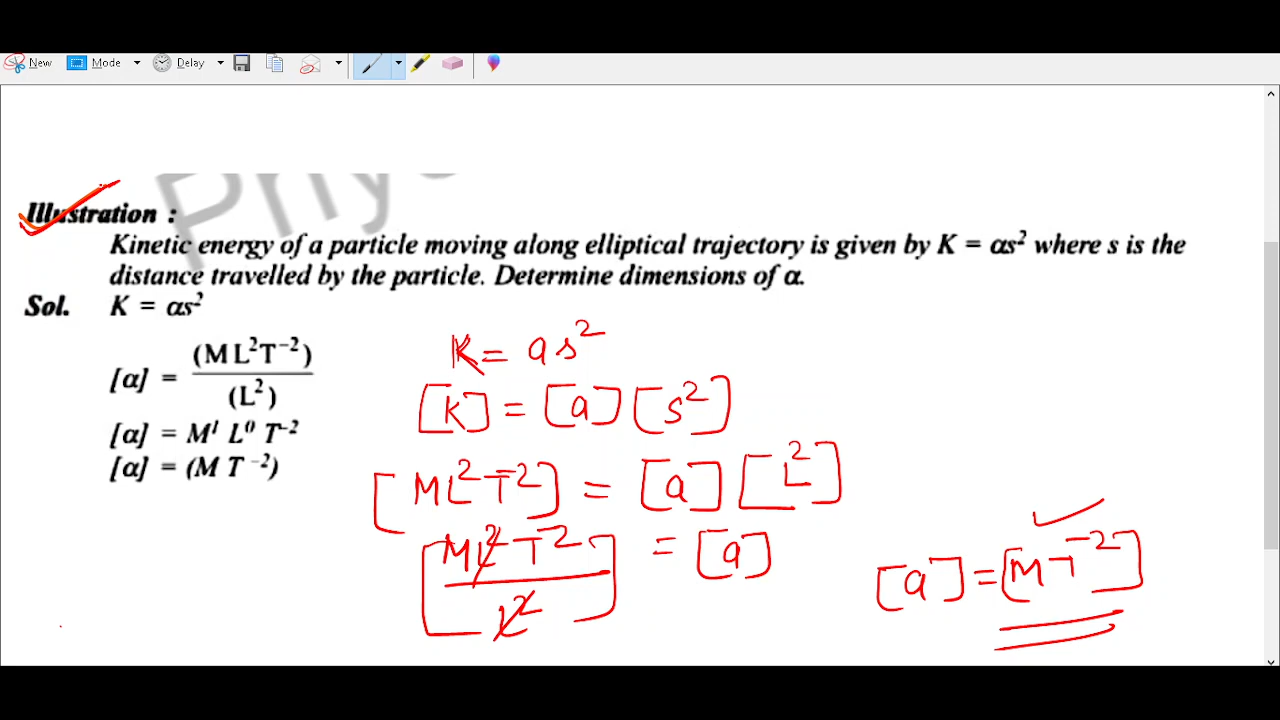 New Mode Delay
Phy
Illustration :
Kinetic energy of a particle moving along elliptical trajectory is given by K = αs² where s is the
distance travelled by the particle. Determine dimensions of α.
Sol. K = αs²
[α] = (ML²T⁻²) / (L²)
[α] = M¹ L⁰ T⁻²
[α] = (M T⁻²)
K = as²
[K] = [a] [s²]
[ML²T⁻²] = [a] [L²]
[ML²T⁻² / L²] = [a]
[a] = [MT⁻²]